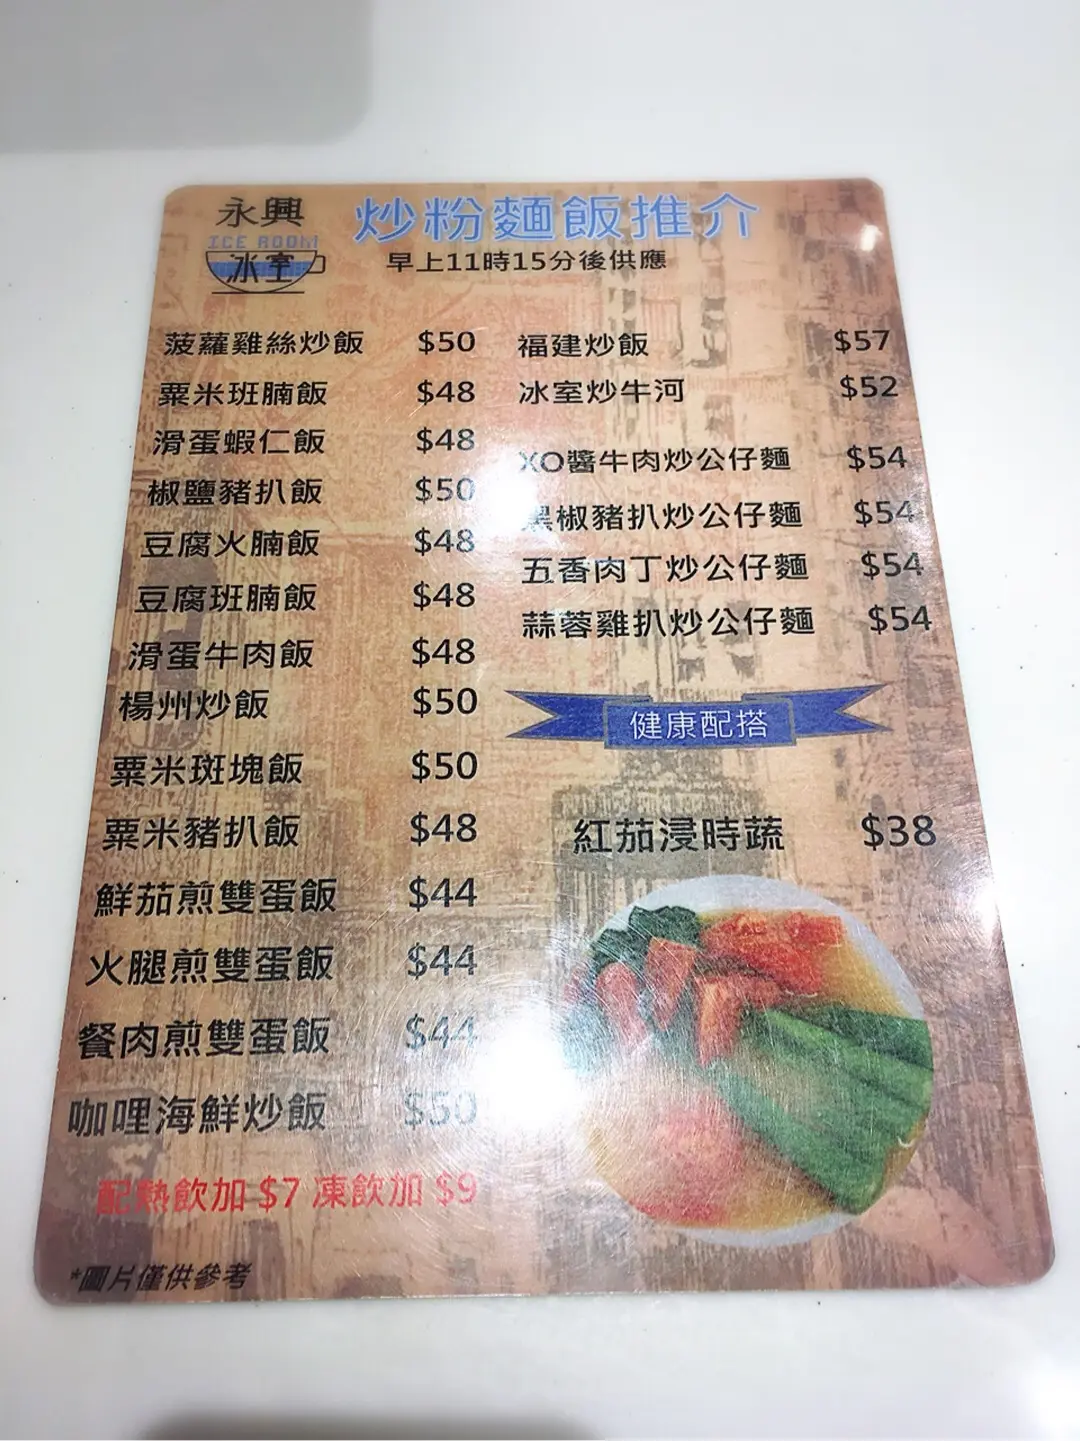 永興
ICE ROOM
冰室
炒粉麵飯推介
早上11時15分後供應
菠蘿雞絲炒飯 $50
粟米班腩飯 $48
滑蛋蝦仁飯 $48
椒鹽豬扒飯 $50
豆腐火腩飯 $48
豆腐班腩飯 $48
滑蛋牛肉飯 $48
楊州炒飯 $50
粟米斑塊飯 $50
粟米豬扒飯 $48
鮮茄煎雙蛋飯 $44
火腿煎雙蛋飯 $44
餐肉煎雙蛋飯 $44
咖哩海鮮炒飯 $50
配熱飲加 $7 凍飲加 $9
*圖片僅供參考
福建炒飯 $57
冰室炒牛河 $52
XO醬牛肉炒公仔麵 $54
黑椒豬扒炒公仔麵 $54
五香肉丁炒公仔麵 $54
蒜蓉雞扒炒公仔麵 $54
健康配搭
紅茄浸時蔬 $38